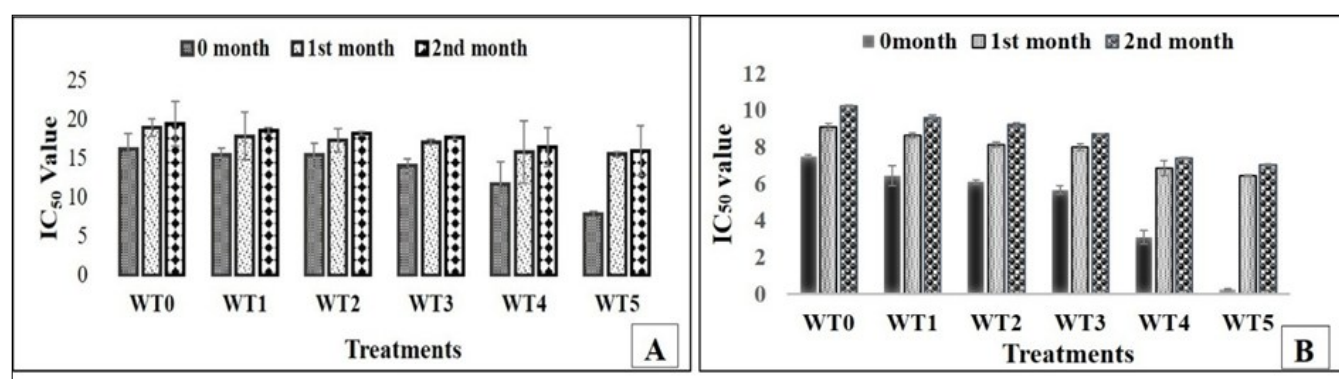 0 month 1st month 2nd month
25
20
15
10
5
0
IC50 Value
WT0 WT1 WT2 WT3 WT4 WT5
Treatments
A
0month 1st month 2nd month
12
10
8
6
4
2
0
IC50 value
WT0 WT1 WT2 WT3 WT4 WT5
Treatments
B